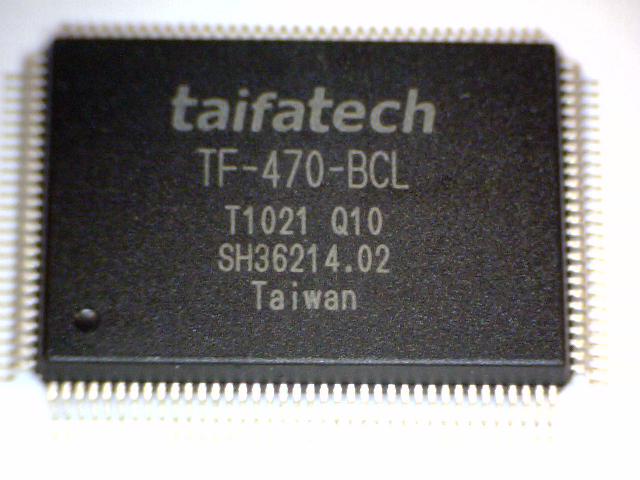 taifatech
TF-470-BCL
T1021 Q10
SH36214.02
Taiwan